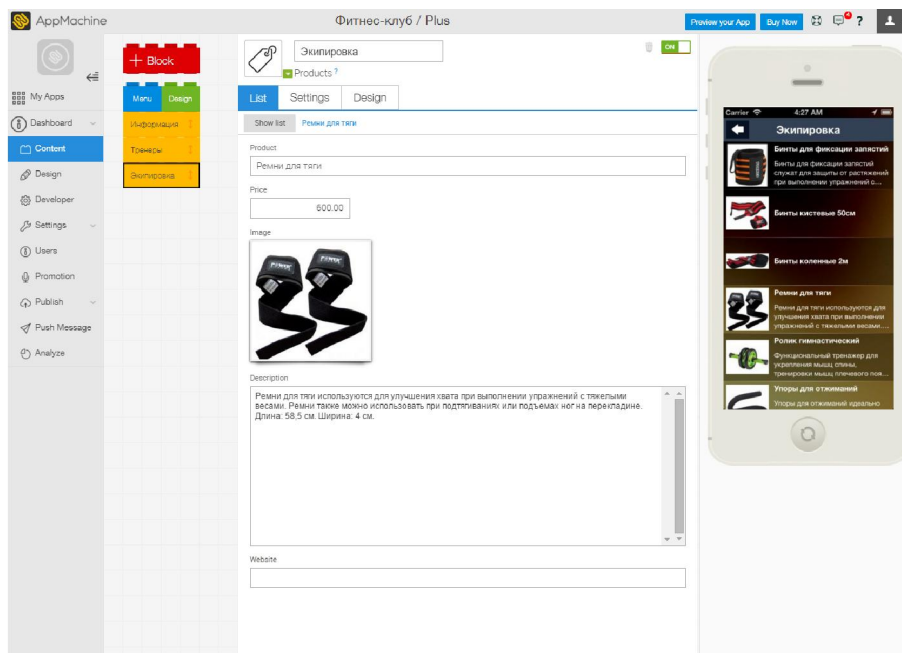 AppMachine
Фитнес-клуб / Plus
Preview your App
Buy Now
?
My Apps
Dashboard
Content
Design
Developer
Settings
Users
Promotion
Publish
Push Message
Analyze
+ Block
Menu
Design
Информация
Тренеры
Экипировка
Экипировка
Products ?
ON
List
Settings
Design
Show list
Ремни для тяги
Product
Ремни для тяги
Price
600.00
Image
Description
Ремни для тяги используются для улучшения хвата при выполнении упражнений с тяжелыми
весами. Ремни также можно использовать при подтягиваниях или подъемах ног на перекладине.
Длина: 58,5 см. Ширина: 4 см.
Website
Carrier
4:27 AM
Экипировка
Бинты для фиксации запястий
Бинты для фиксации запястий
служат для защиты от растяжений
при выполнении упражнений с...
Бинты кистевые 50см
Бинты коленные 2м
Ремни для тяги
Ремни для тяги используются для
улучшения хвата при выполнении
упражнений с тяжелыми весами....
Ролик гимнастический
Функциональный тренажер для
укрепления мышц спины,
тренировки мышц плечевого поя...
Упоры для отжиманий
Упоры для отжиманий идеально